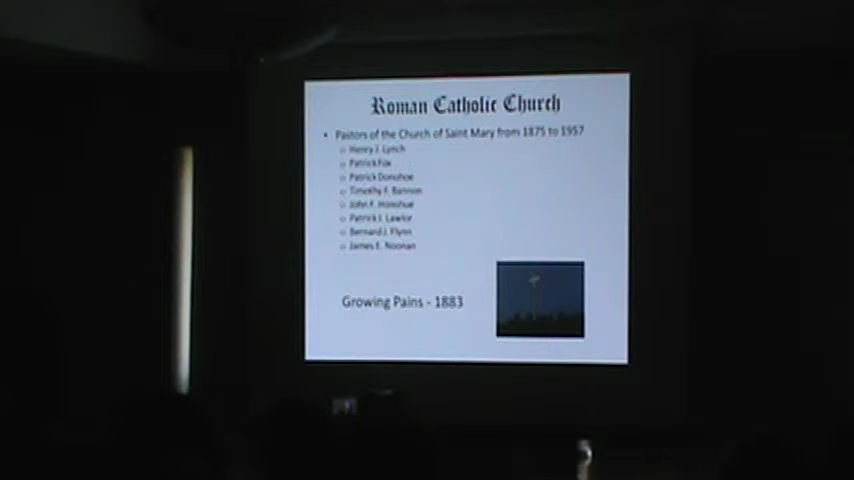 Roman Catholic Church
• Pastors of the Church of Saint Mary from 1875 to 1957
o Henry J. Lynch
o Patrick Fox
o Patrick Donohoe
o Timothy F. Bannon
o John F. Honohue
o Patrick J. Lawlor
o Bernard J. Flynn
o James E. Noonan
Growing Pains - 1883